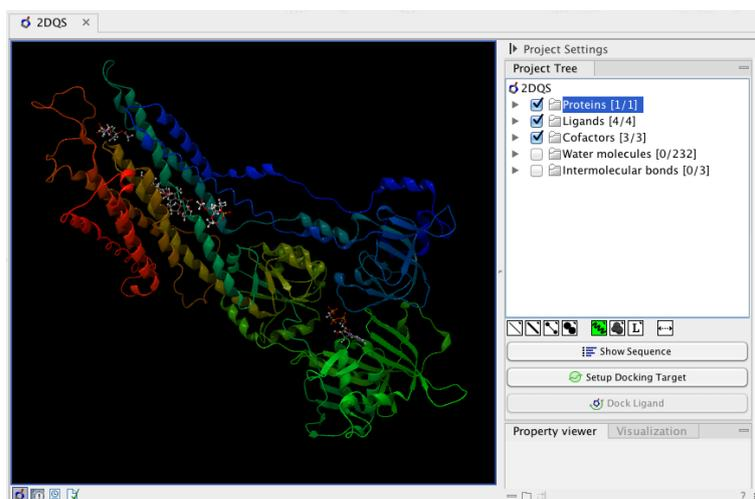 2DQS
Project Settings
Project Tree
2DQS
Proteins [1/1]
Ligands [4/4]
Cofactors [3/3]
Water molecules [0/232]
Intermolecular bonds [0/3]
L
Show Sequence
Setup Docking Target
Dock Ligand
Property viewer
Visualization
?